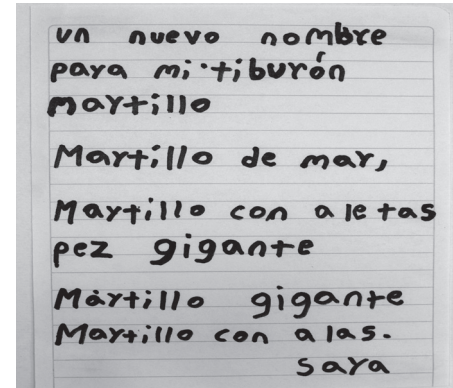 un nuevo nombre
para mi tiburón
martillo
Martillo de mar,
Martillo con aletas
pez gigante
Martillo gigante
Martillo con alas.
Sara